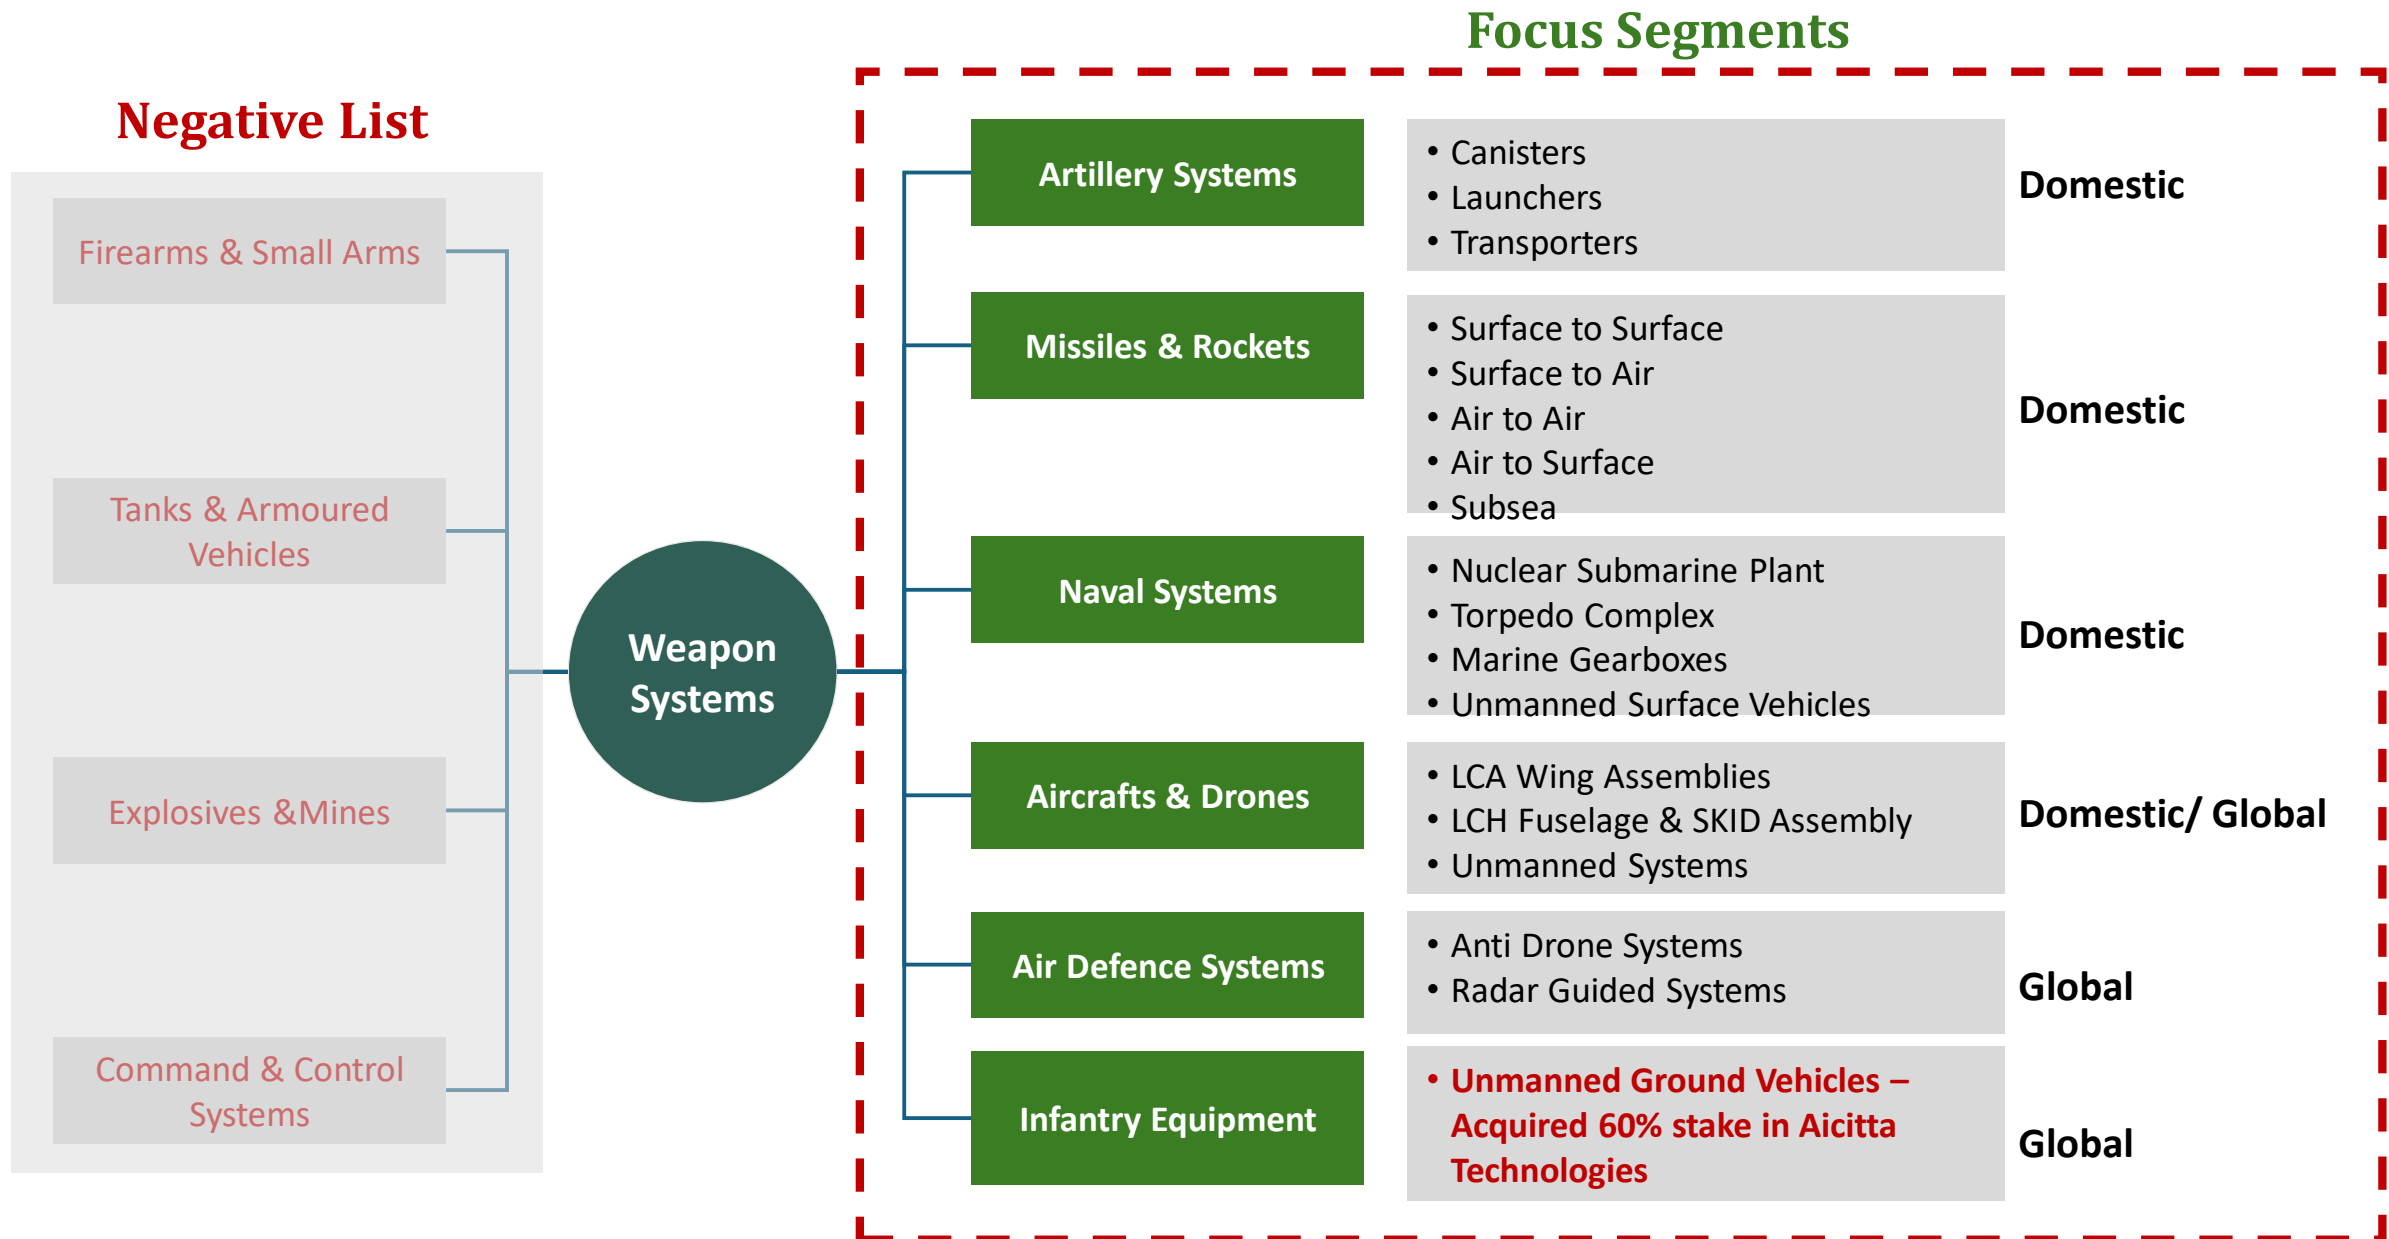 Focus Segments
Negative List
Firearms & Small Arms
Tanks & Armoured
Vehicles
Explosives &Mines
Command & Control
Systems
Weapon
Systems
Artillery Systems
• Canisters
• Launchers
• Transporters
Domestic
Missiles & Rockets
• Surface to Surface
• Surface to Air
• Air to Air
• Air to Surface
• Subsea
Domestic
Naval Systems
• Nuclear Submarine Plant
• Torpedo Complex
• Marine Gearboxes
• Unmanned Surface Vehicles
Domestic
Aircrafts & Drones
• LCA Wing Assemblies
• LCH Fuselage & SKID Assembly
• Unmanned Systems
Domestic/ Global
Air Defence Systems
• Anti Drone Systems
• Radar Guided Systems
Global
Infantry Equipment
• Unmanned Ground Vehicles –
Acquired 60% stake in Aicitta
Technologies
Global